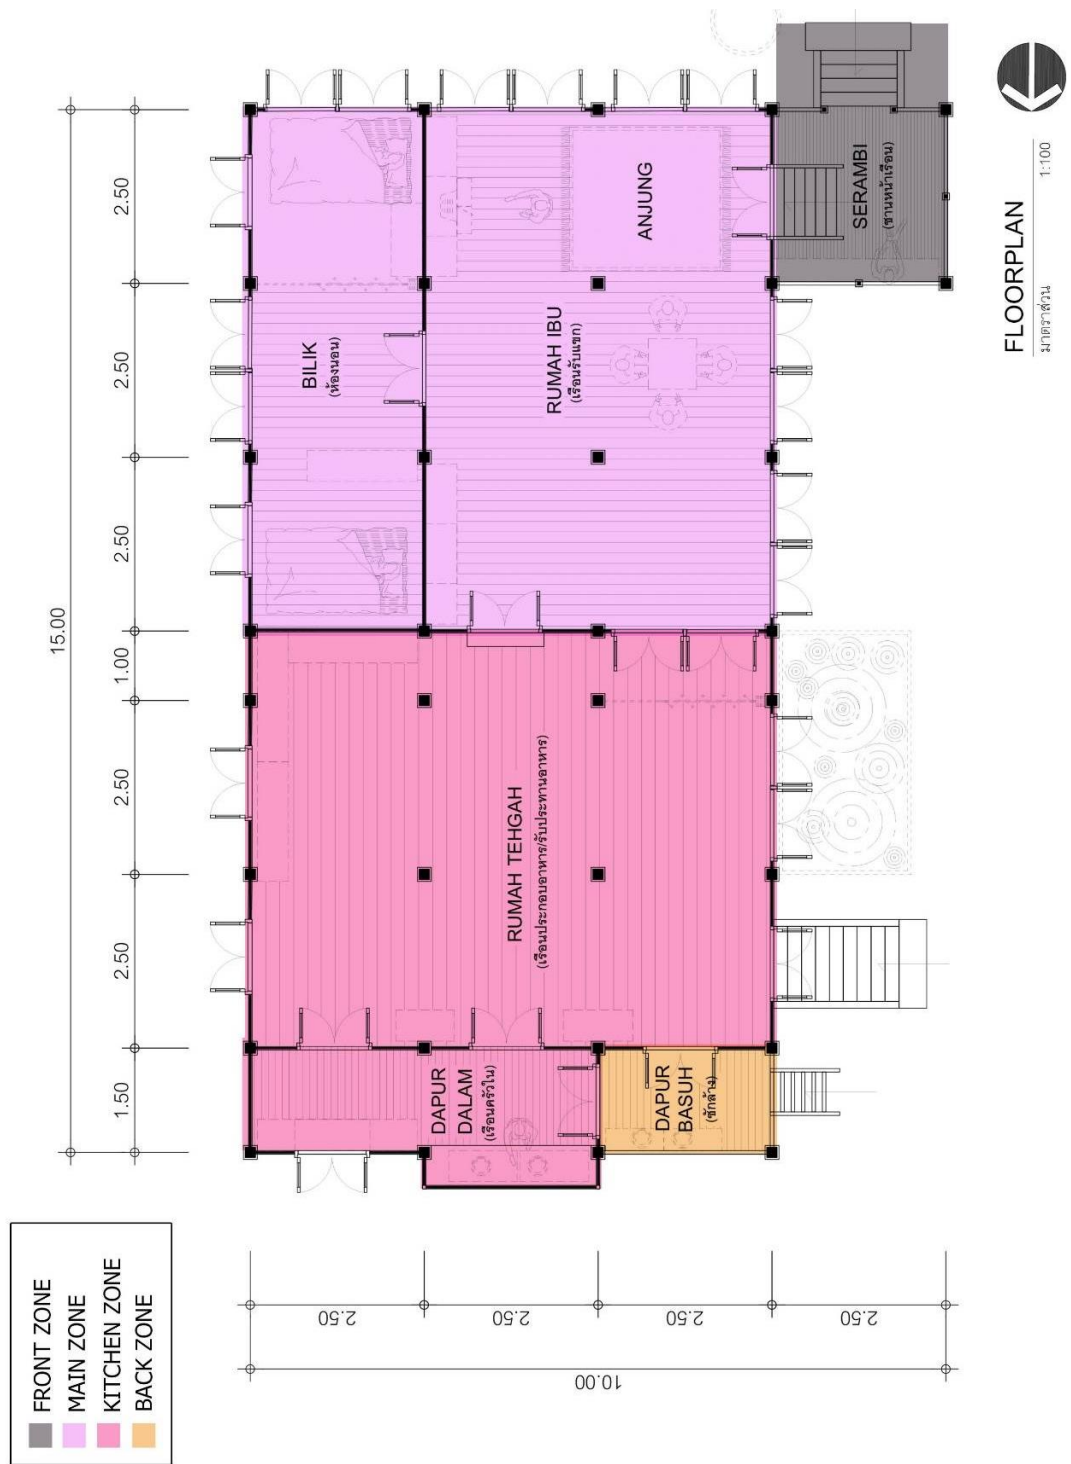 FLOORPLAN
มาตราส่วน 1:100
15.00
2.50
2.50
2.50
1.00
2.50
2.50
1.50
BILIK
(ห้องนอน)
ANJUNG
RUMAH IBU
(เรือนรับแขก)
SERAMBI
(ชานหน้าเรือน)
RUMAH TEHGAH
(เรือนประกอบอาหาร/รับประทานอาหาร)
DAPUR
DALAM
(เรือนครัวใน)
DAPUR
BASUH
(ซักล้าง)
2.50
2.50
2.50
2.50
10.00
FRONT ZONE
MAIN ZONE
KITCHEN ZONE
BACK ZONE